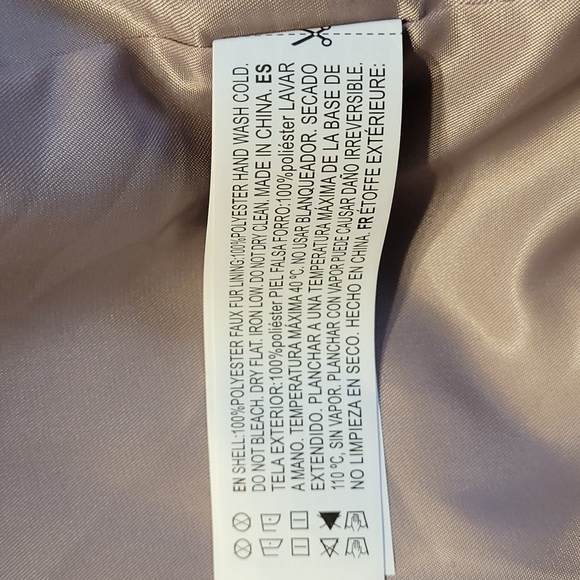 EN SHELL:100%POLYESTER FAUX FUR LINING:100%POLYESTER HAND WASH COLD.
DO NOT BLEACH. DRY FLAT. IRON LOW. DO NOT DRY CLEAN. MADE IN CHINA. ES
TELA EXTERIOR:100%poliéster PIEL FALSA FORRO:100%poliéster LAVAR
A MANO. TEMPERATURA MÁXIMA 40 ºC. NO USAR BLANQUEADOR. SECADO
EXTENDIDO. PLANCHAR A UNA TEMPERATURA MÁXIMA DE LA BASE DE
110 ºC, SIN VAPOR. PLANCHAR CON VAPOR PUEDE CAUSAR DAÑO IRREVERSIBLE.
NO LIMPIEZA EN SECO. HECHO EN CHINA. FR ÉTOFFE EXTÉRIEURE: